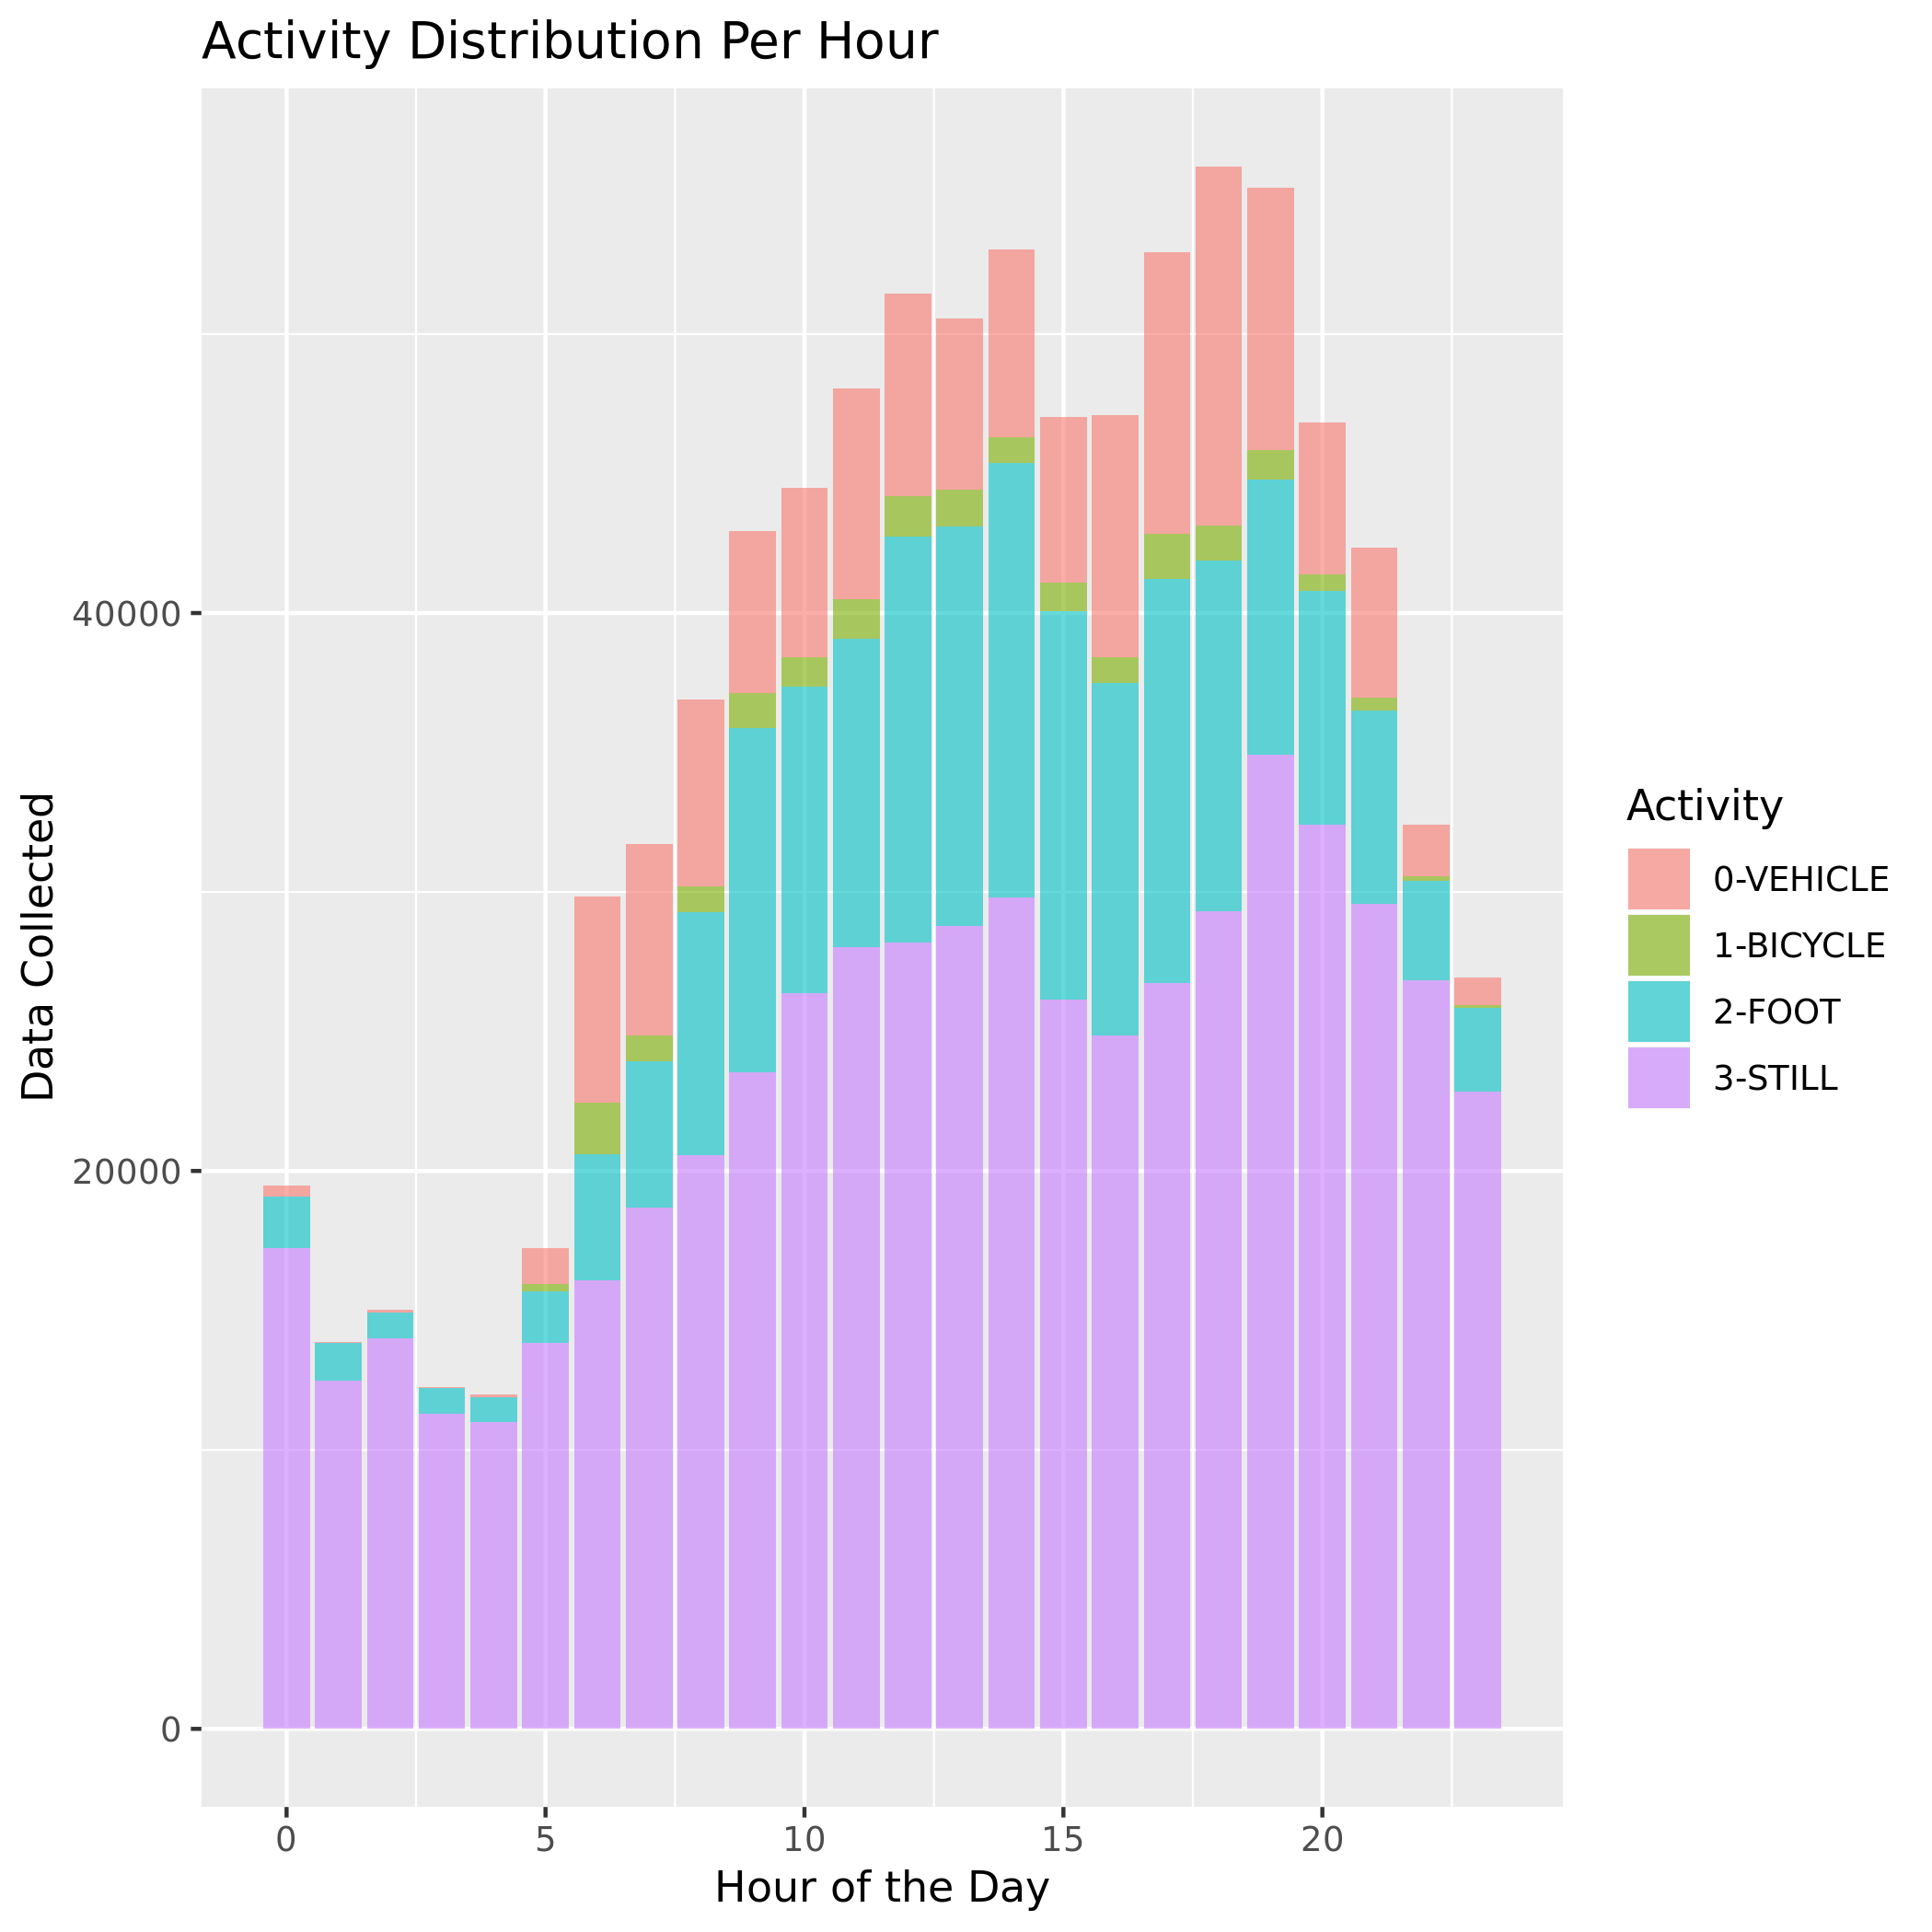 Activity Distribution Per Hour
Data Collected
40000
20000
0
0 5 10 15 20
Hour of the Day
Activity
0-VEHICLE
1-BICYCLE
2-FOOT
3-STILL